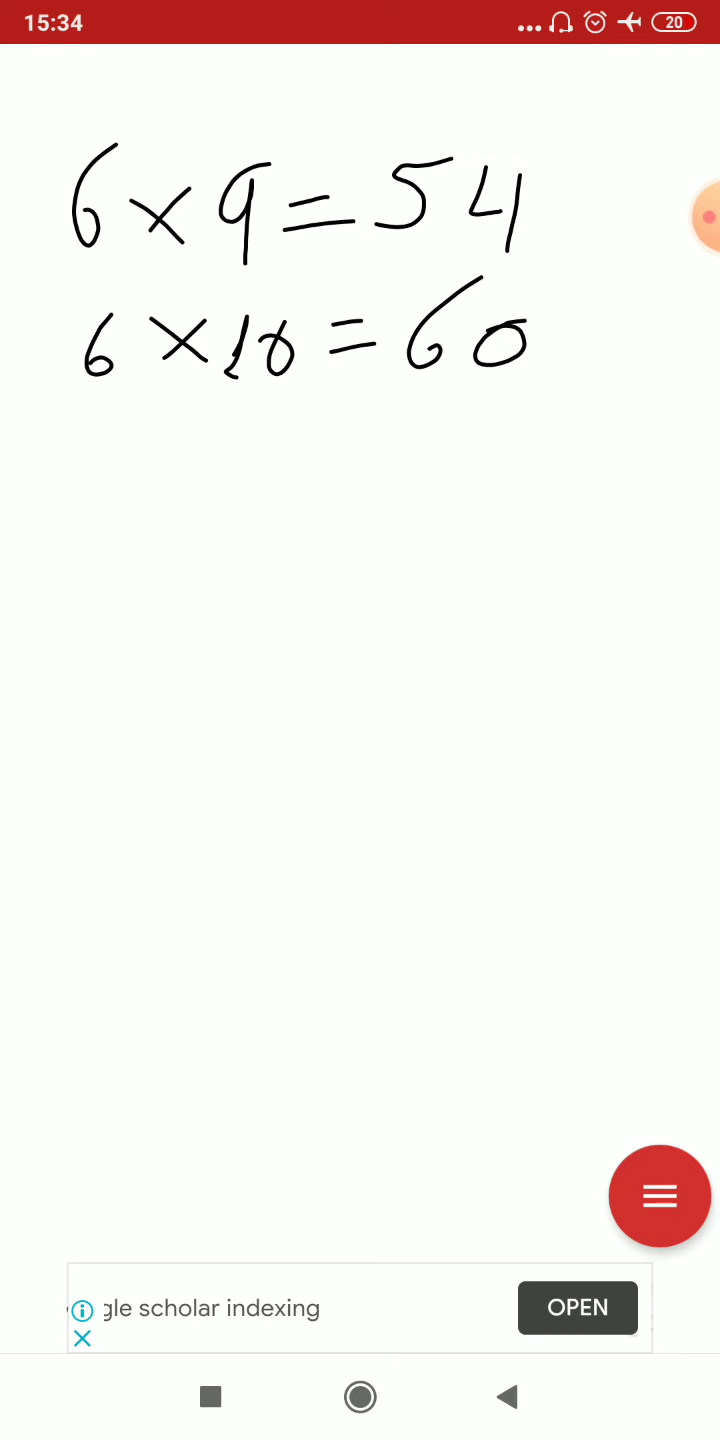 15:34
20
6 × 9 = 54
6 × 10 = 60
gle scholar indexing
OPEN